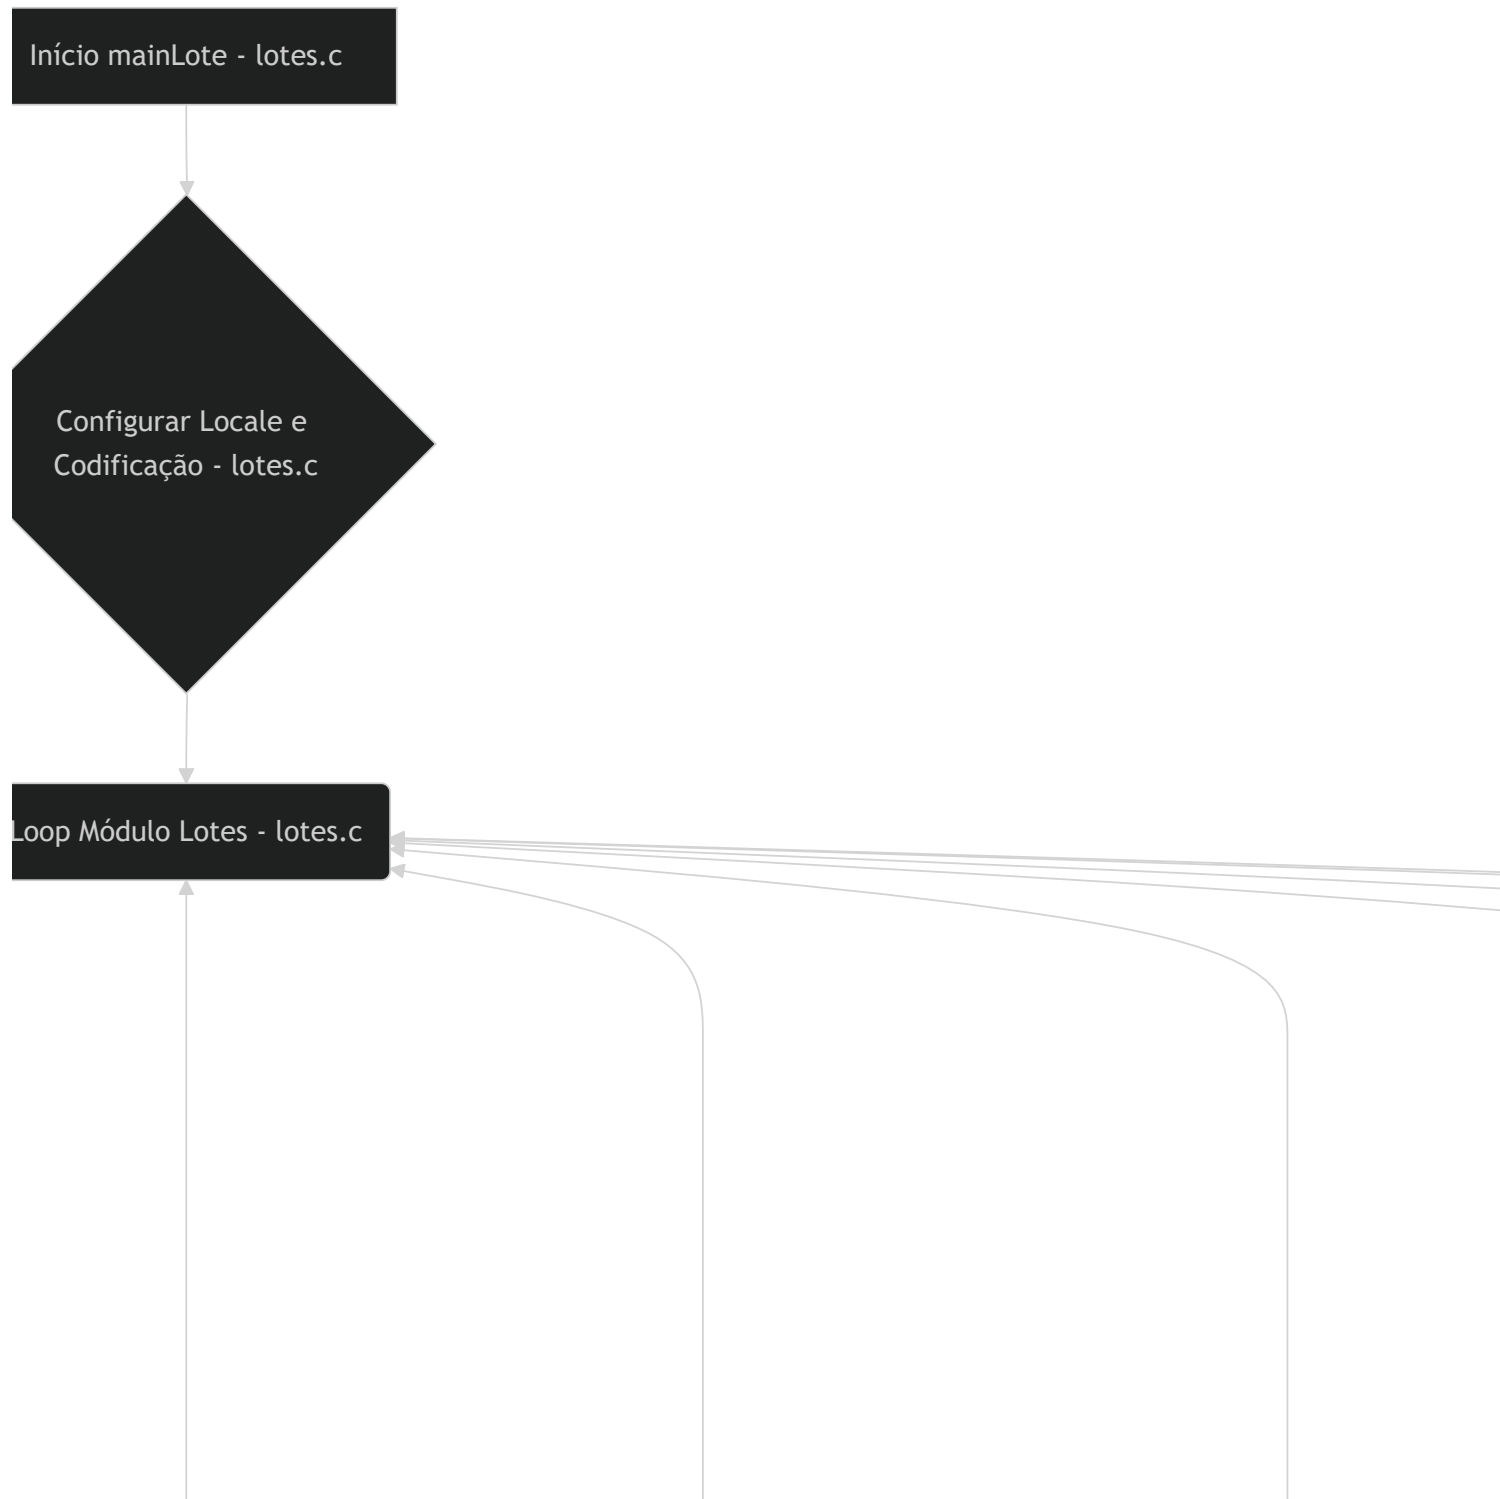 Início mainLote - lotes.c
Configurar Locale e
Codificação - lotes.c
Loop Módulo Lotes - lotes.c